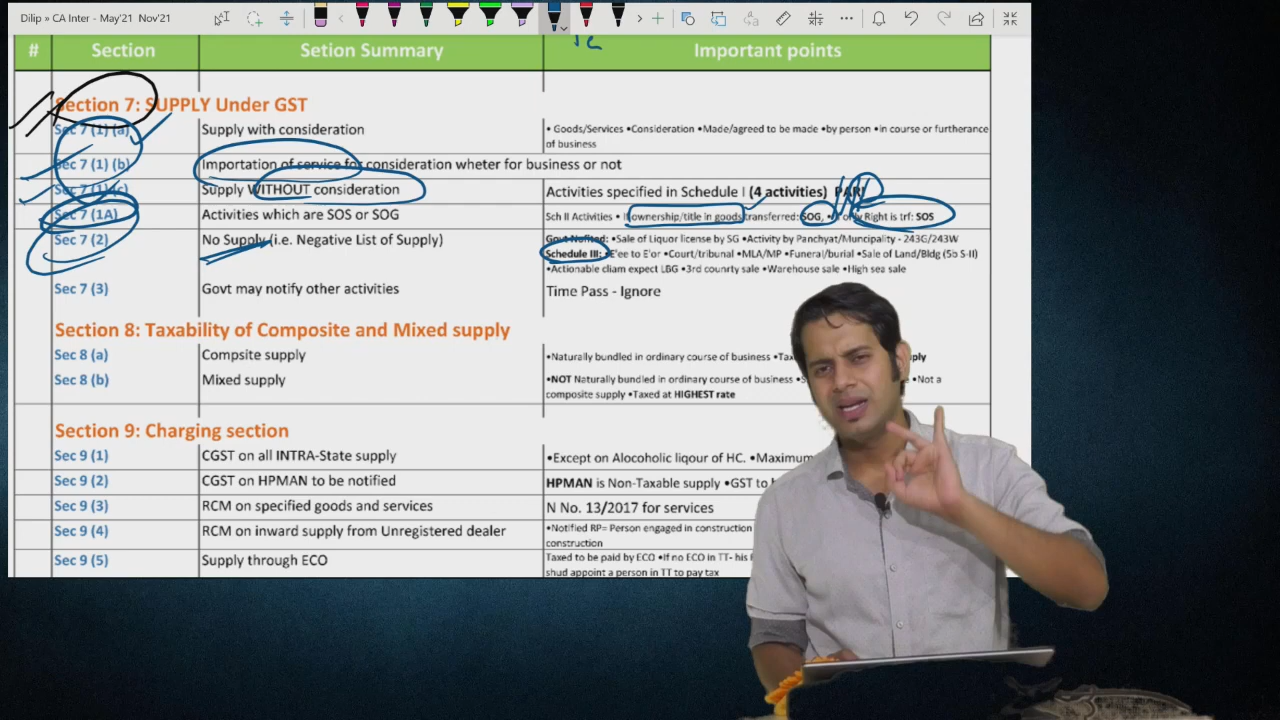 Dilip » CA Inter - May'21 Nov'21
# Section Setion Summary Important points
Section 7: SUPPLY Under GST
Sec 7 (1) (a) Supply with consideration • Goods/Services •Consideration •Made/agreed to be made •by person •in course or furtherance
of business
Sec 7 (1) (b) Importation of service for consideration wheter for business or not
Sec 7 (1) (c) Supply WITHOUT consideration Activities specified in Schedule I (4 activities)
Sec 7 (1A) Activities which are SOS or SOG Sch II Activities • If ownership/title in goods transferred: SOG, Right is trf: SOS
Sec 7 (2) No Supply (i.e. Negative List of Supply) Govt Nofited: •Sale of Liquor license by SG •Activity by Panchyat/Muncipality - 243G/243W
Schedule III: •E'ee to E'or •Court/tribunal •MLA/MP •Funeral/burial •Sale of Land/Bldg (5b S-II)
•Actionable cliam expect LBG •3rd counrty sale •Warehouse sale •High sea sale
Sec 7 (3) Govt may notify other activities Time Pass - Ignore
Section 8: Taxability of Composite and Mixed supply
Sec 8 (a) Compsite supply •Naturally bundled in ordinary course of business
Sec 8 (b) Mixed supply •NOT Naturally bundled in ordinary course of business •Not a
composite supply •Taxed at HIGHEST rate
Section 9: Charging section
Sec 9 (1) CGST on all INTRA-State supply •Except on Alocoholic liqour of HC. •Maximum
Sec 9 (2) CGST on HPMAN to be notified HPMAN is Non-Taxable supply •GST to
Sec 9 (3) RCM on specified goods and services N No. 13/2017 for services
Sec 9 (4) RCM on inward supply from Unregistered dealer •Notified RP= Person engaged in construction
construction
Sec 9 (5) Supply through ECO Taxed to be paid by ECO •If no ECO in TT- his
shud appoint a person in TT to pay tax